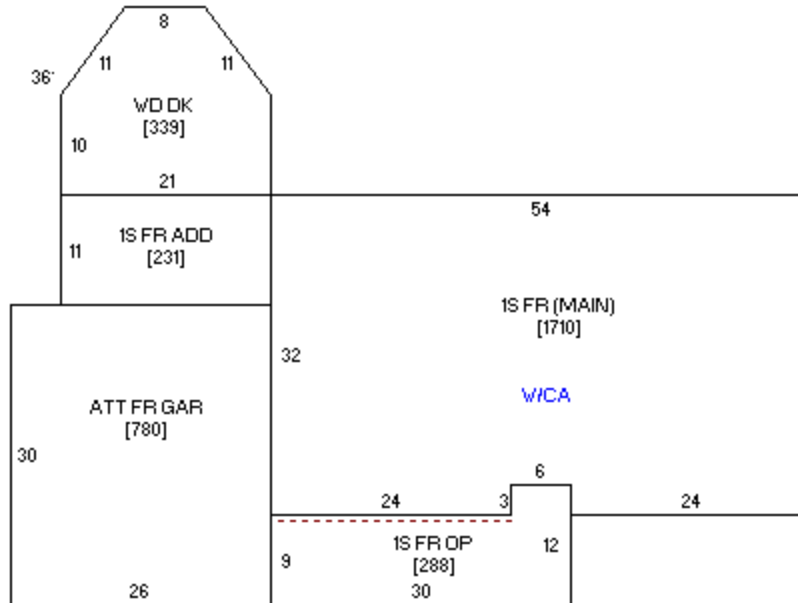 8
11 11
36'
WD DK
[339]
10
21
54
1S FR ADD
[231]
11
1S FR (MAIN)
[1710]
32
W/CA
ATT FR GAR
[780]
30
6
24 3 24
1S FR OP
[288]
9 12
26 30